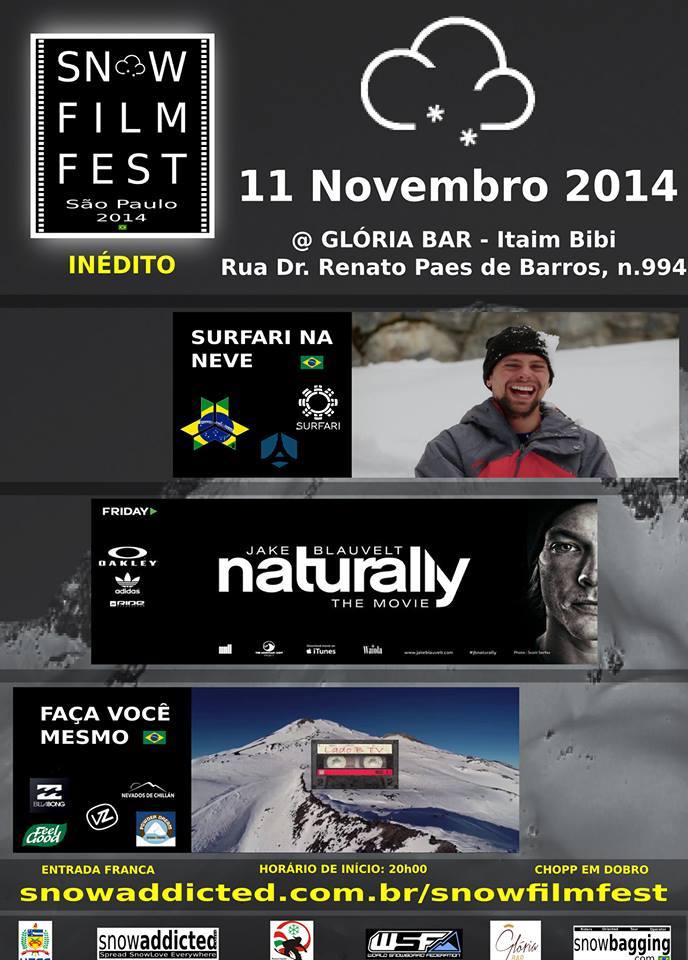 SNOW
FILM
FEST
São Paulo
2014
INÉDITO
11 Novembro 2014
@ GLÓRIA BAR - Itaim Bibi
Rua Dr. Renato Paes de Barros, n.994
SURFARI NA
NEVE
SURFARI
FRIDAY
OAKLEY
adidas
RIDE
JAKE BLAUVELT
naturally
THE MOVIE
iTunes
www.jakeblauvelt.com
#jbnaturally
FAÇA VOCÊ
MESMO
Lado B TV
BILLABONG
NEVADOS DE CHILLÁN
VZ
Feel
Good
POWDER DREAMS
ENTRADA FRANCA
HORÁRIO DE INÍCIO: 20h00
CHOPP EM DOBRO
snowaddicted.com.br/snowfilmfest
snowaddicted
Spread SnowLove Everywhere
WSF
WORLD SNOWBOARD FEDERATION
Glória
BAR
snowbagging
.com